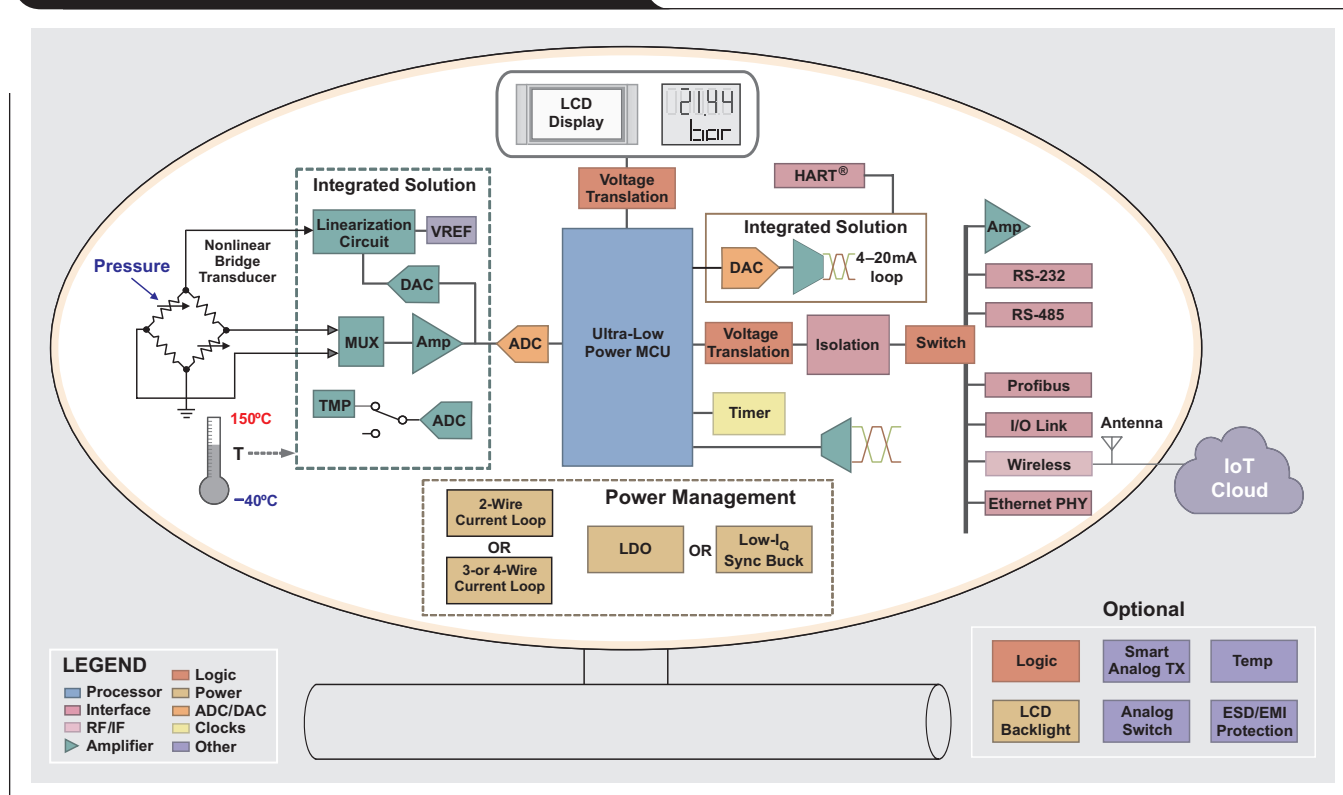 LCD
Display
21.44
bar
Integrated Solution
Voltage
Translation
HART®
Linearization
Circuit
VREF
Integrated Solution
Amp
Nonlinear
Bridge
Transducer
Pressure
DAC
DAC
4–20mA
loop
RS-232
RS-485
MUX
Amp
ADC
Ultra-Low
Power MCU
Voltage
Translation
Isolation
Switch
Profibus
TMP
ADC
Timer
I/O Link
Antenna
150ºC
T
–40ºC
Wireless
IoT
Cloud
Ethernet PHY
Power Management
2-Wire
Current Loop
OR
3-or 4-Wire
Current Loop
LDO
OR
Low-IQ
Sync Buck
Optional
Logic
Smart
Analog TX
Temp
LCD
Backlight
Analog
Switch
ESD/EMI
Protection
LEGEND
Processor
Interface
RF/IF
Amplifier
Logic
Power
ADC/DAC
Clocks
Other